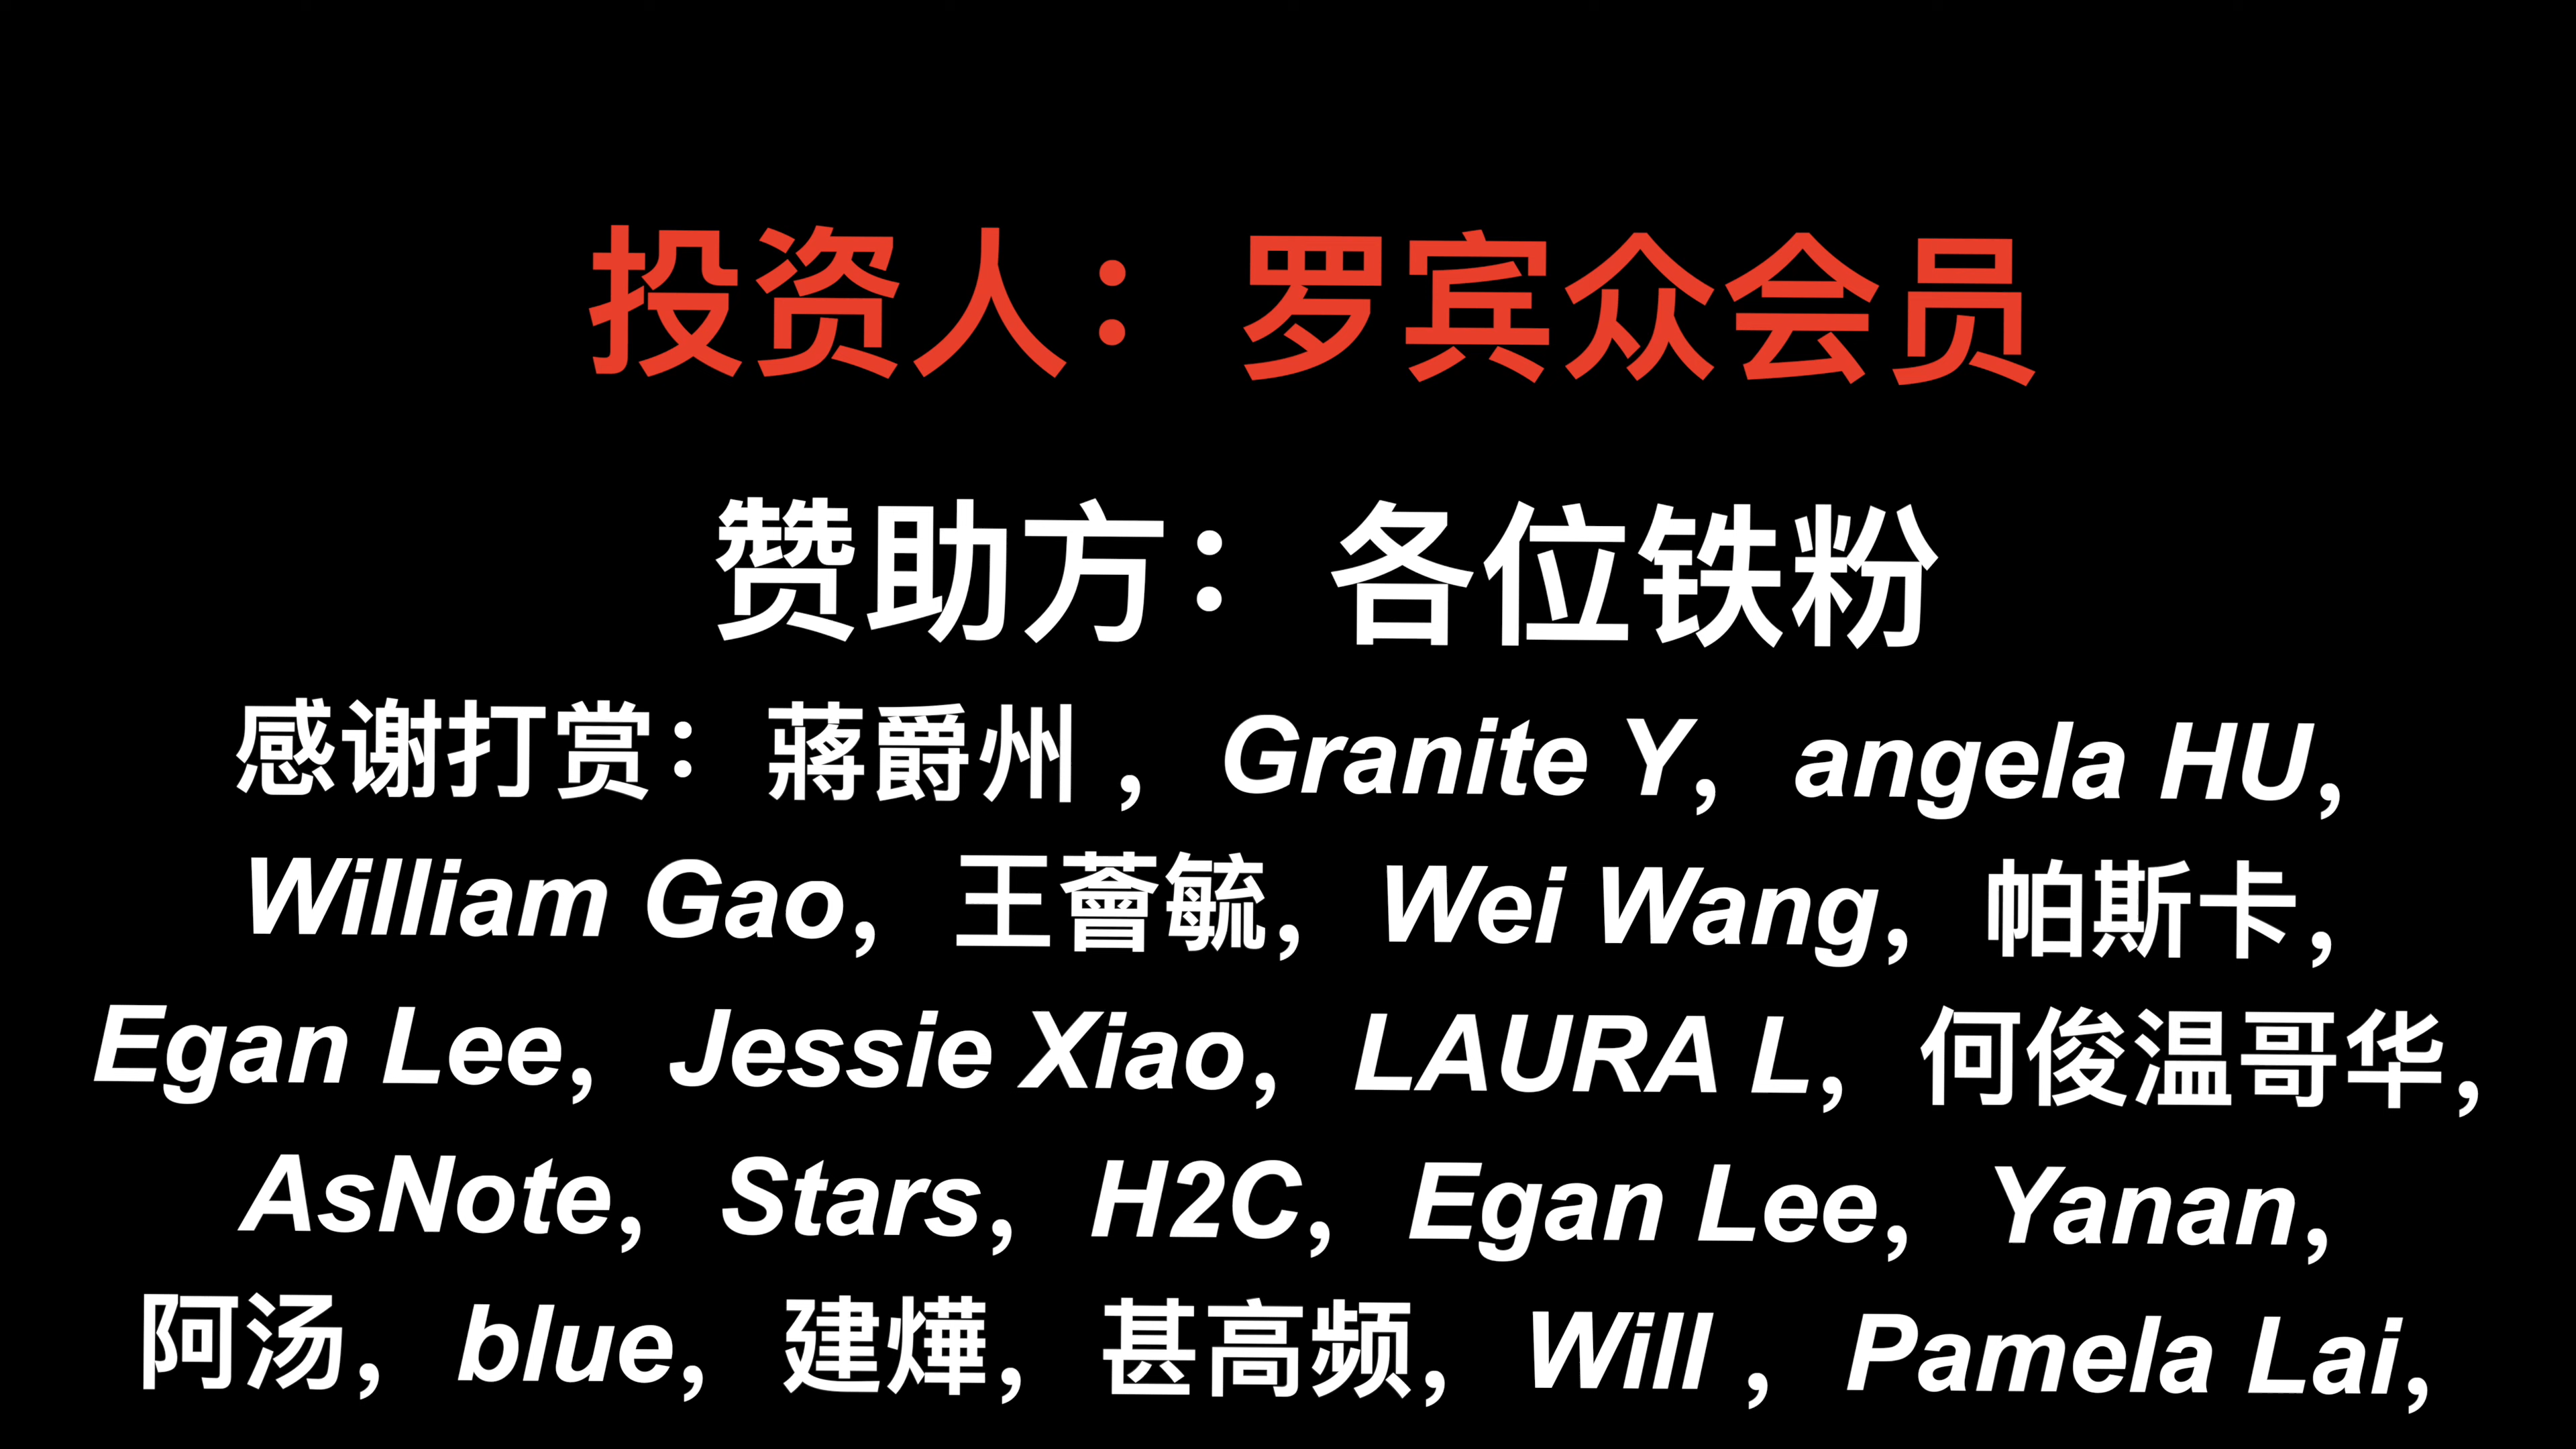 投资人：罗宾众会员
赞助方：各位铁粉
感谢打赏：蔣爵州 ，Granite Y，angela HU，
William Gao，王薈毓，Wei Wang，帕斯卡，
Egan Lee，Jessie Xiao，LAURA L，何俊温哥华，
AsNote，Stars，H2C，Egan Lee，Yanan，
阿汤，blue，建燁，甚高频，Will ，Pamela Lai，